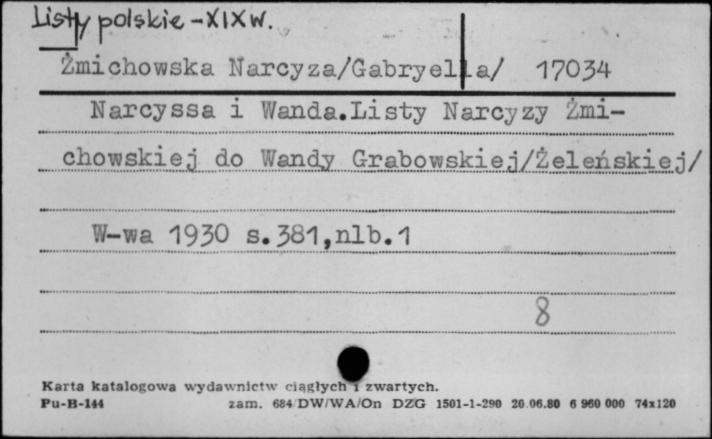 Listy polskie -XIX w.
Żmichowska Narcyza/Gabryella/ 17034
Narcyssa i Wanda.Listy Narcyzy Żmi-
chowskiej do Wandy Grabowskiej/Żeleńskiej/
W-wa 1930 s.381,nlb.1
8
Karta katalogowa wydawnictw ciągłych i zwartych.
Pu-B-144 zam. 684/DW/WA/On DZG 1501-1-290 20.06.80 6 960 000 74x120